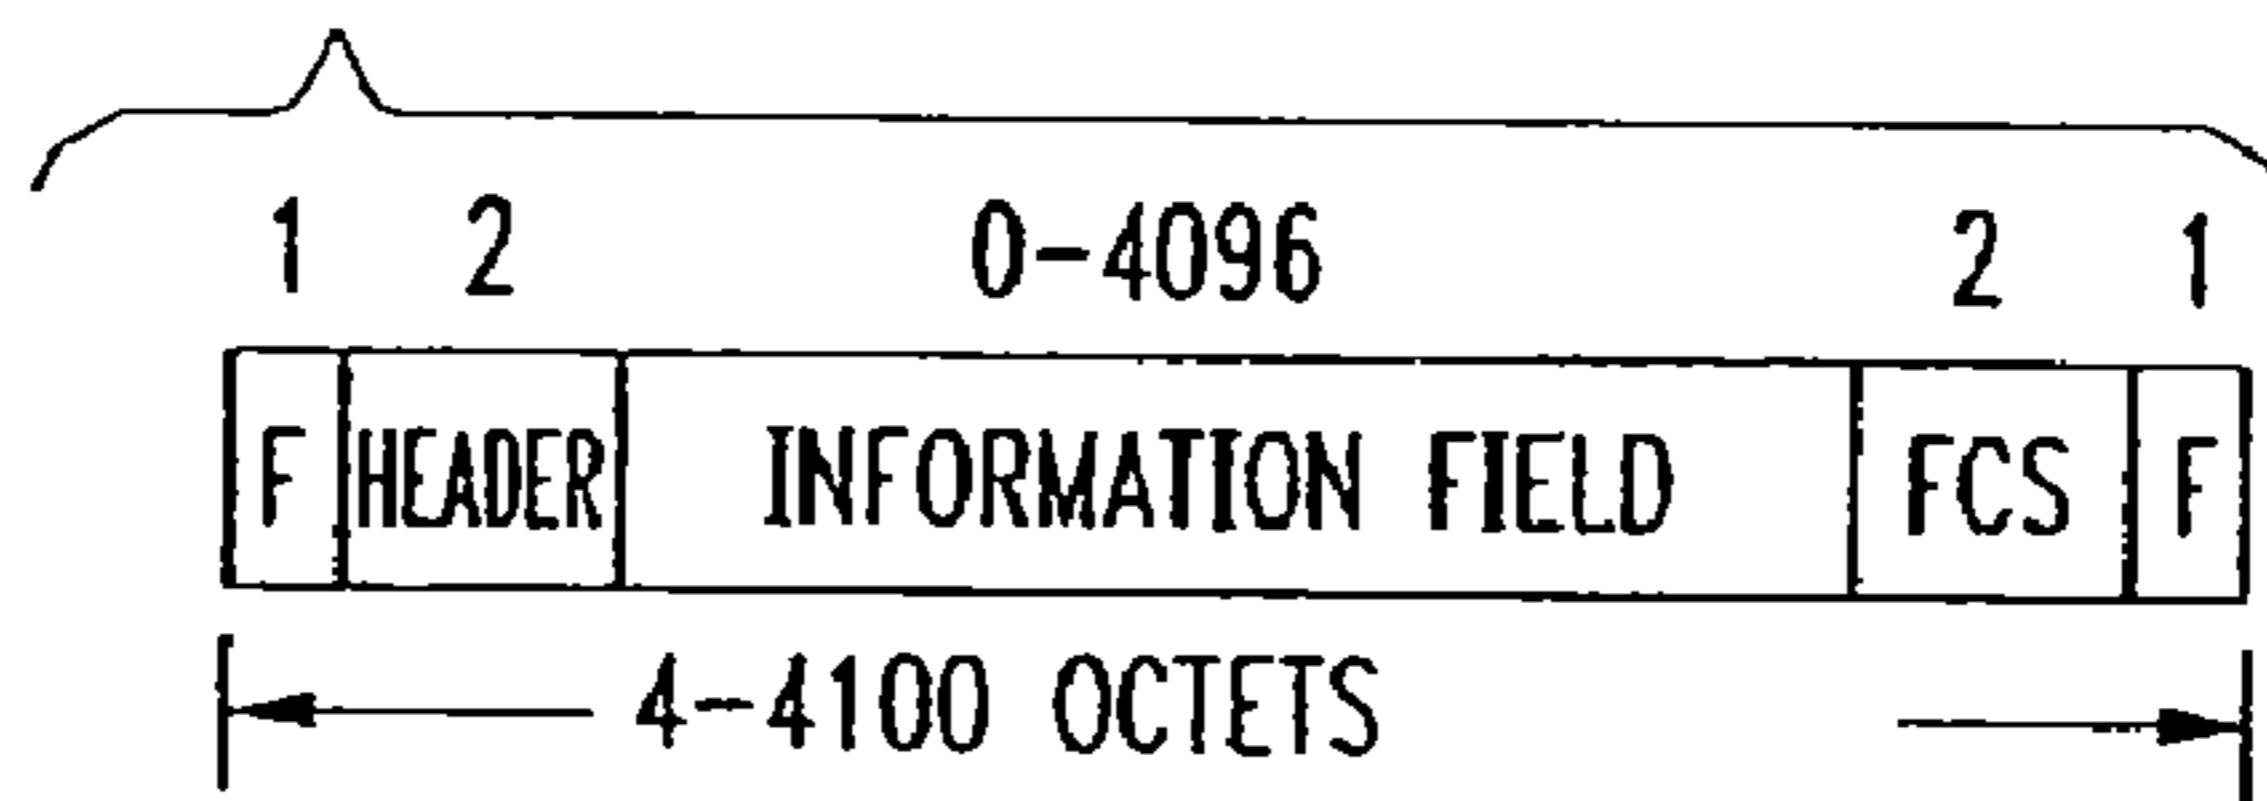 1 2 0-4096 2 1
F HEADER INFORMATION FIELD FCS F
4-4100 OCTETS